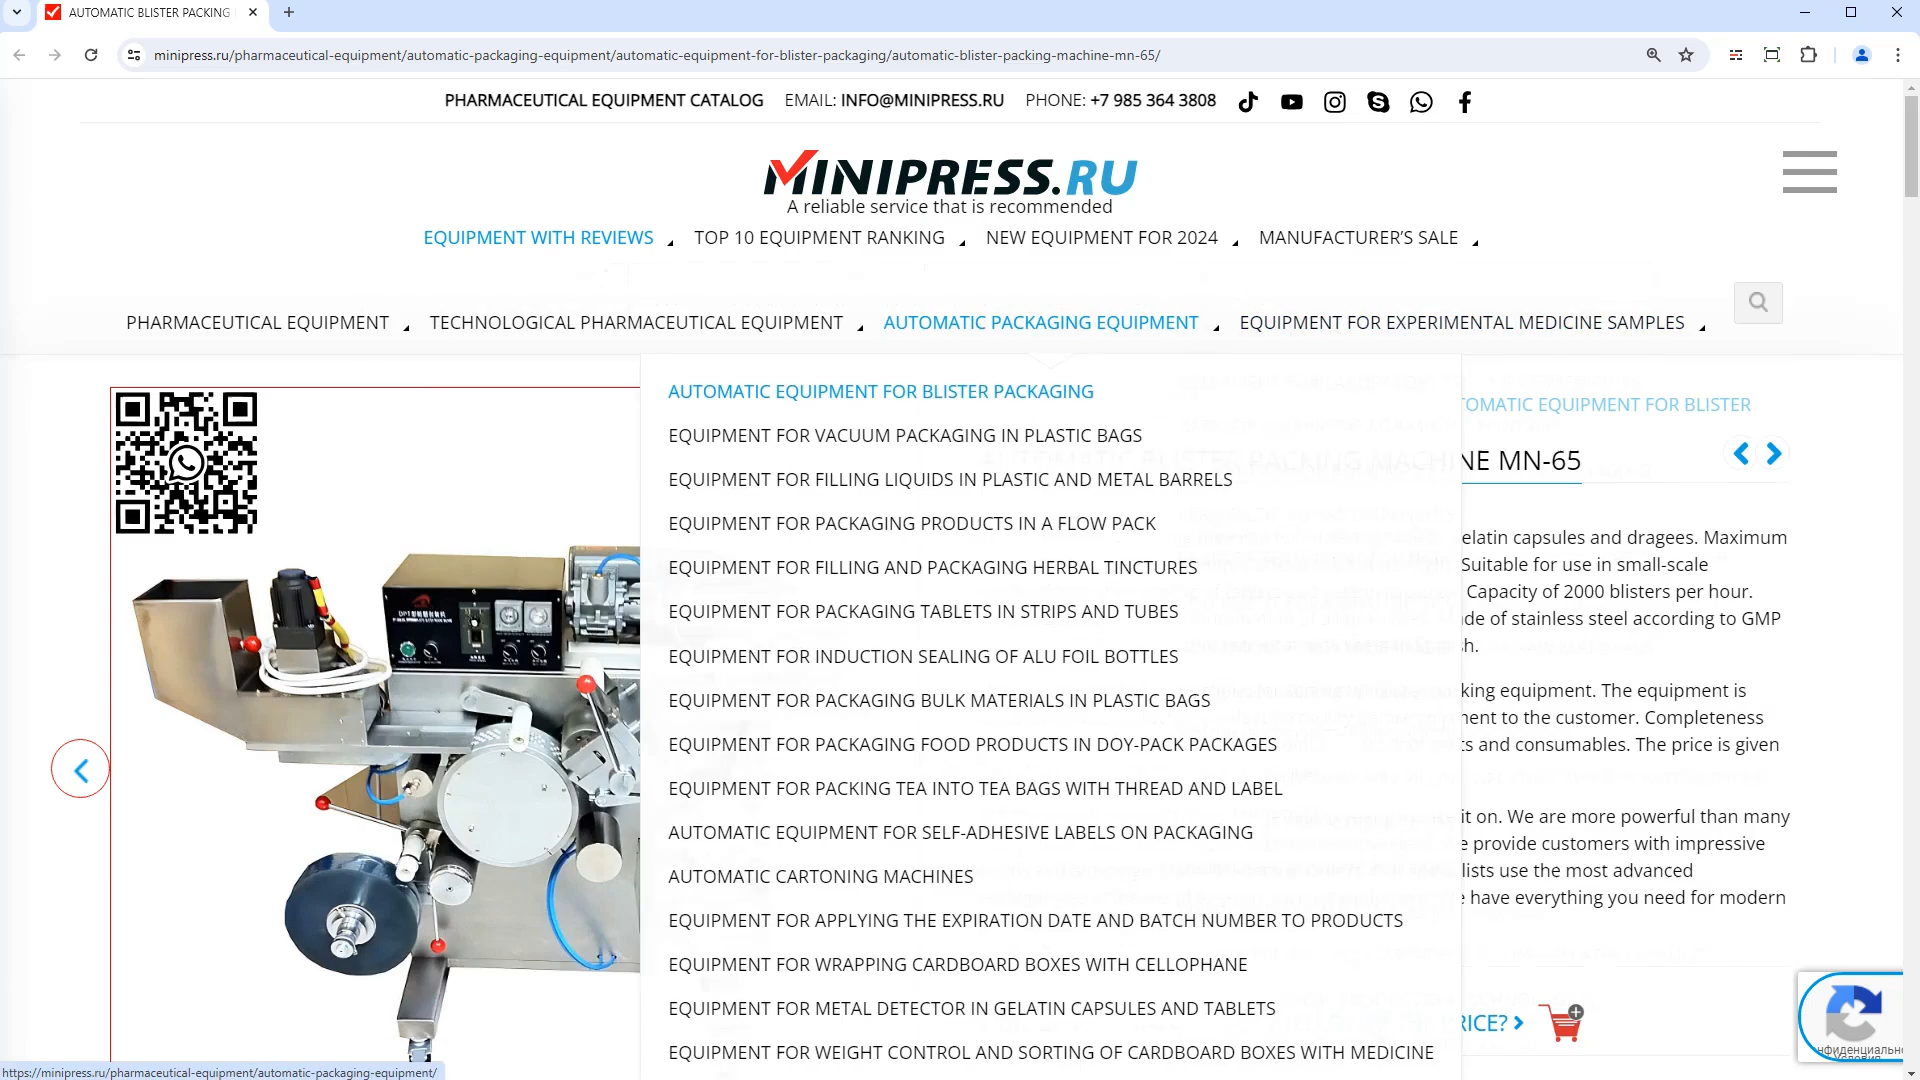 AUTOMATIC BLISTER PACKING
minipress.ru/pharmaceutical-equipment/automatic-packaging-equipment/automatic-equipment-for-blister-packaging/automatic-blister-packing-machine-mn-65/
PHARMACEUTICAL EQUIPMENT CATALOG EMAIL: INFO@MINIPRESS.RU PHONE: +7 985 364 3808
MINIPRESS.RU
A reliable service that is recommended
EQUIPMENT WITH REVIEWS TOP 10 EQUIPMENT RANKING NEW EQUIPMENT FOR 2024 MANUFACTURER'S SALE
PHARMACEUTICAL EQUIPMENT TECHNOLOGICAL PHARMACEUTICAL EQUIPMENT AUTOMATIC PACKAGING EQUIPMENT EQUIPMENT FOR EXPERIMENTAL MEDICINE SAMPLES
AUTOMATIC EQUIPMENT FOR BLISTER PACKAGING
EQUIPMENT FOR VACUUM PACKAGING IN PLASTIC BAGS
EQUIPMENT FOR FILLING LIQUIDS IN PLASTIC AND METAL BARRELS
EQUIPMENT FOR PACKAGING PRODUCTS IN A FLOW PACK
EQUIPMENT FOR FILLING AND PACKAGING HERBAL TINCTURES
EQUIPMENT FOR PACKAGING TABLETS IN STRIPS AND TUBES
EQUIPMENT FOR INDUCTION SEALING OF ALU FOIL BOTTLES
EQUIPMENT FOR PACKAGING BULK MATERIALS IN PLASTIC BAGS
EQUIPMENT FOR PACKAGING FOOD PRODUCTS IN DOY-PACK PACKAGES
EQUIPMENT FOR PACKING TEA INTO TEA BAGS WITH THREAD AND LABEL
AUTOMATIC EQUIPMENT FOR SELF-ADHESIVE LABELS ON PACKAGING
AUTOMATIC CARTONING MACHINES
EQUIPMENT FOR APPLYING THE EXPIRATION DATE AND BATCH NUMBER TO PRODUCTS
EQUIPMENT FOR WRAPPING CARDBOARD BOXES WITH CELLOPHANE
EQUIPMENT FOR METAL DETECTOR IN GELATIN CAPSULES AND TABLETS
EQUIPMENT FOR WEIGHT CONTROL AND SORTING OF CARDBOARD BOXES WITH MEDICINE
TOMATIC EQUIPMENT FOR BLISTER
AUTOMATIC BLISTER PACKING MACHINE MN-65
elatin capsules and dragees. Maximum
Suitable for use in small-scale
Capacity of 2000 blisters per hour.
de of stainless steel according to GMP
sh.
king equipment. The equipment is
ent to the customer. Completeness
ts and consumables. The price is given
it on. We are more powerful than many
e provide customers with impressive
lists use the most advanced
e have everything you need for modern
RICE?
нфиденциально
Условия
https://minipress.ru/pharmaceutical-equipment/automatic-packaging-equipment/